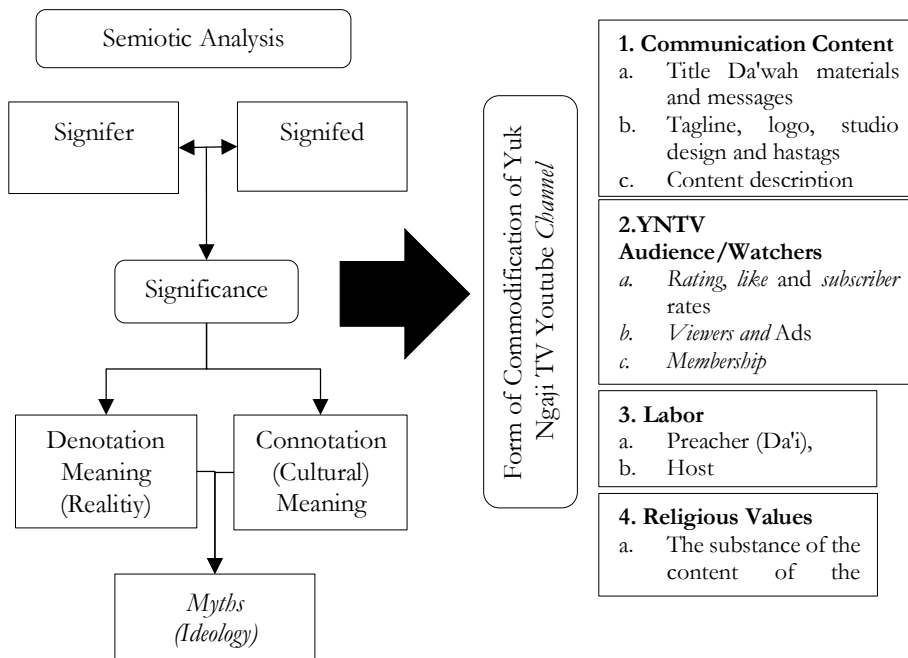 Semiotic Analysis
Signifer
Signifed
Significance
Denotation
Meaning
(Realitiy)
Connotation
(Cultural)
Meaning
Myths
(Ideology)
Form of Commodification of Yuk
Ngaji TV Youtube Channel
1. Communication Content
a. Title Da'wah materials
and messages
b. Tagline, logo, studio
design and hastags
c. Content description
2.YNTV
Audience/Watchers
a. Rating, like and subscriber
rates
b. Viewers and Ads
c. Membership
3. Labor
a. Preacher (Da'i),
b. Host
4. Religious Values
a. The substance of the
content of the